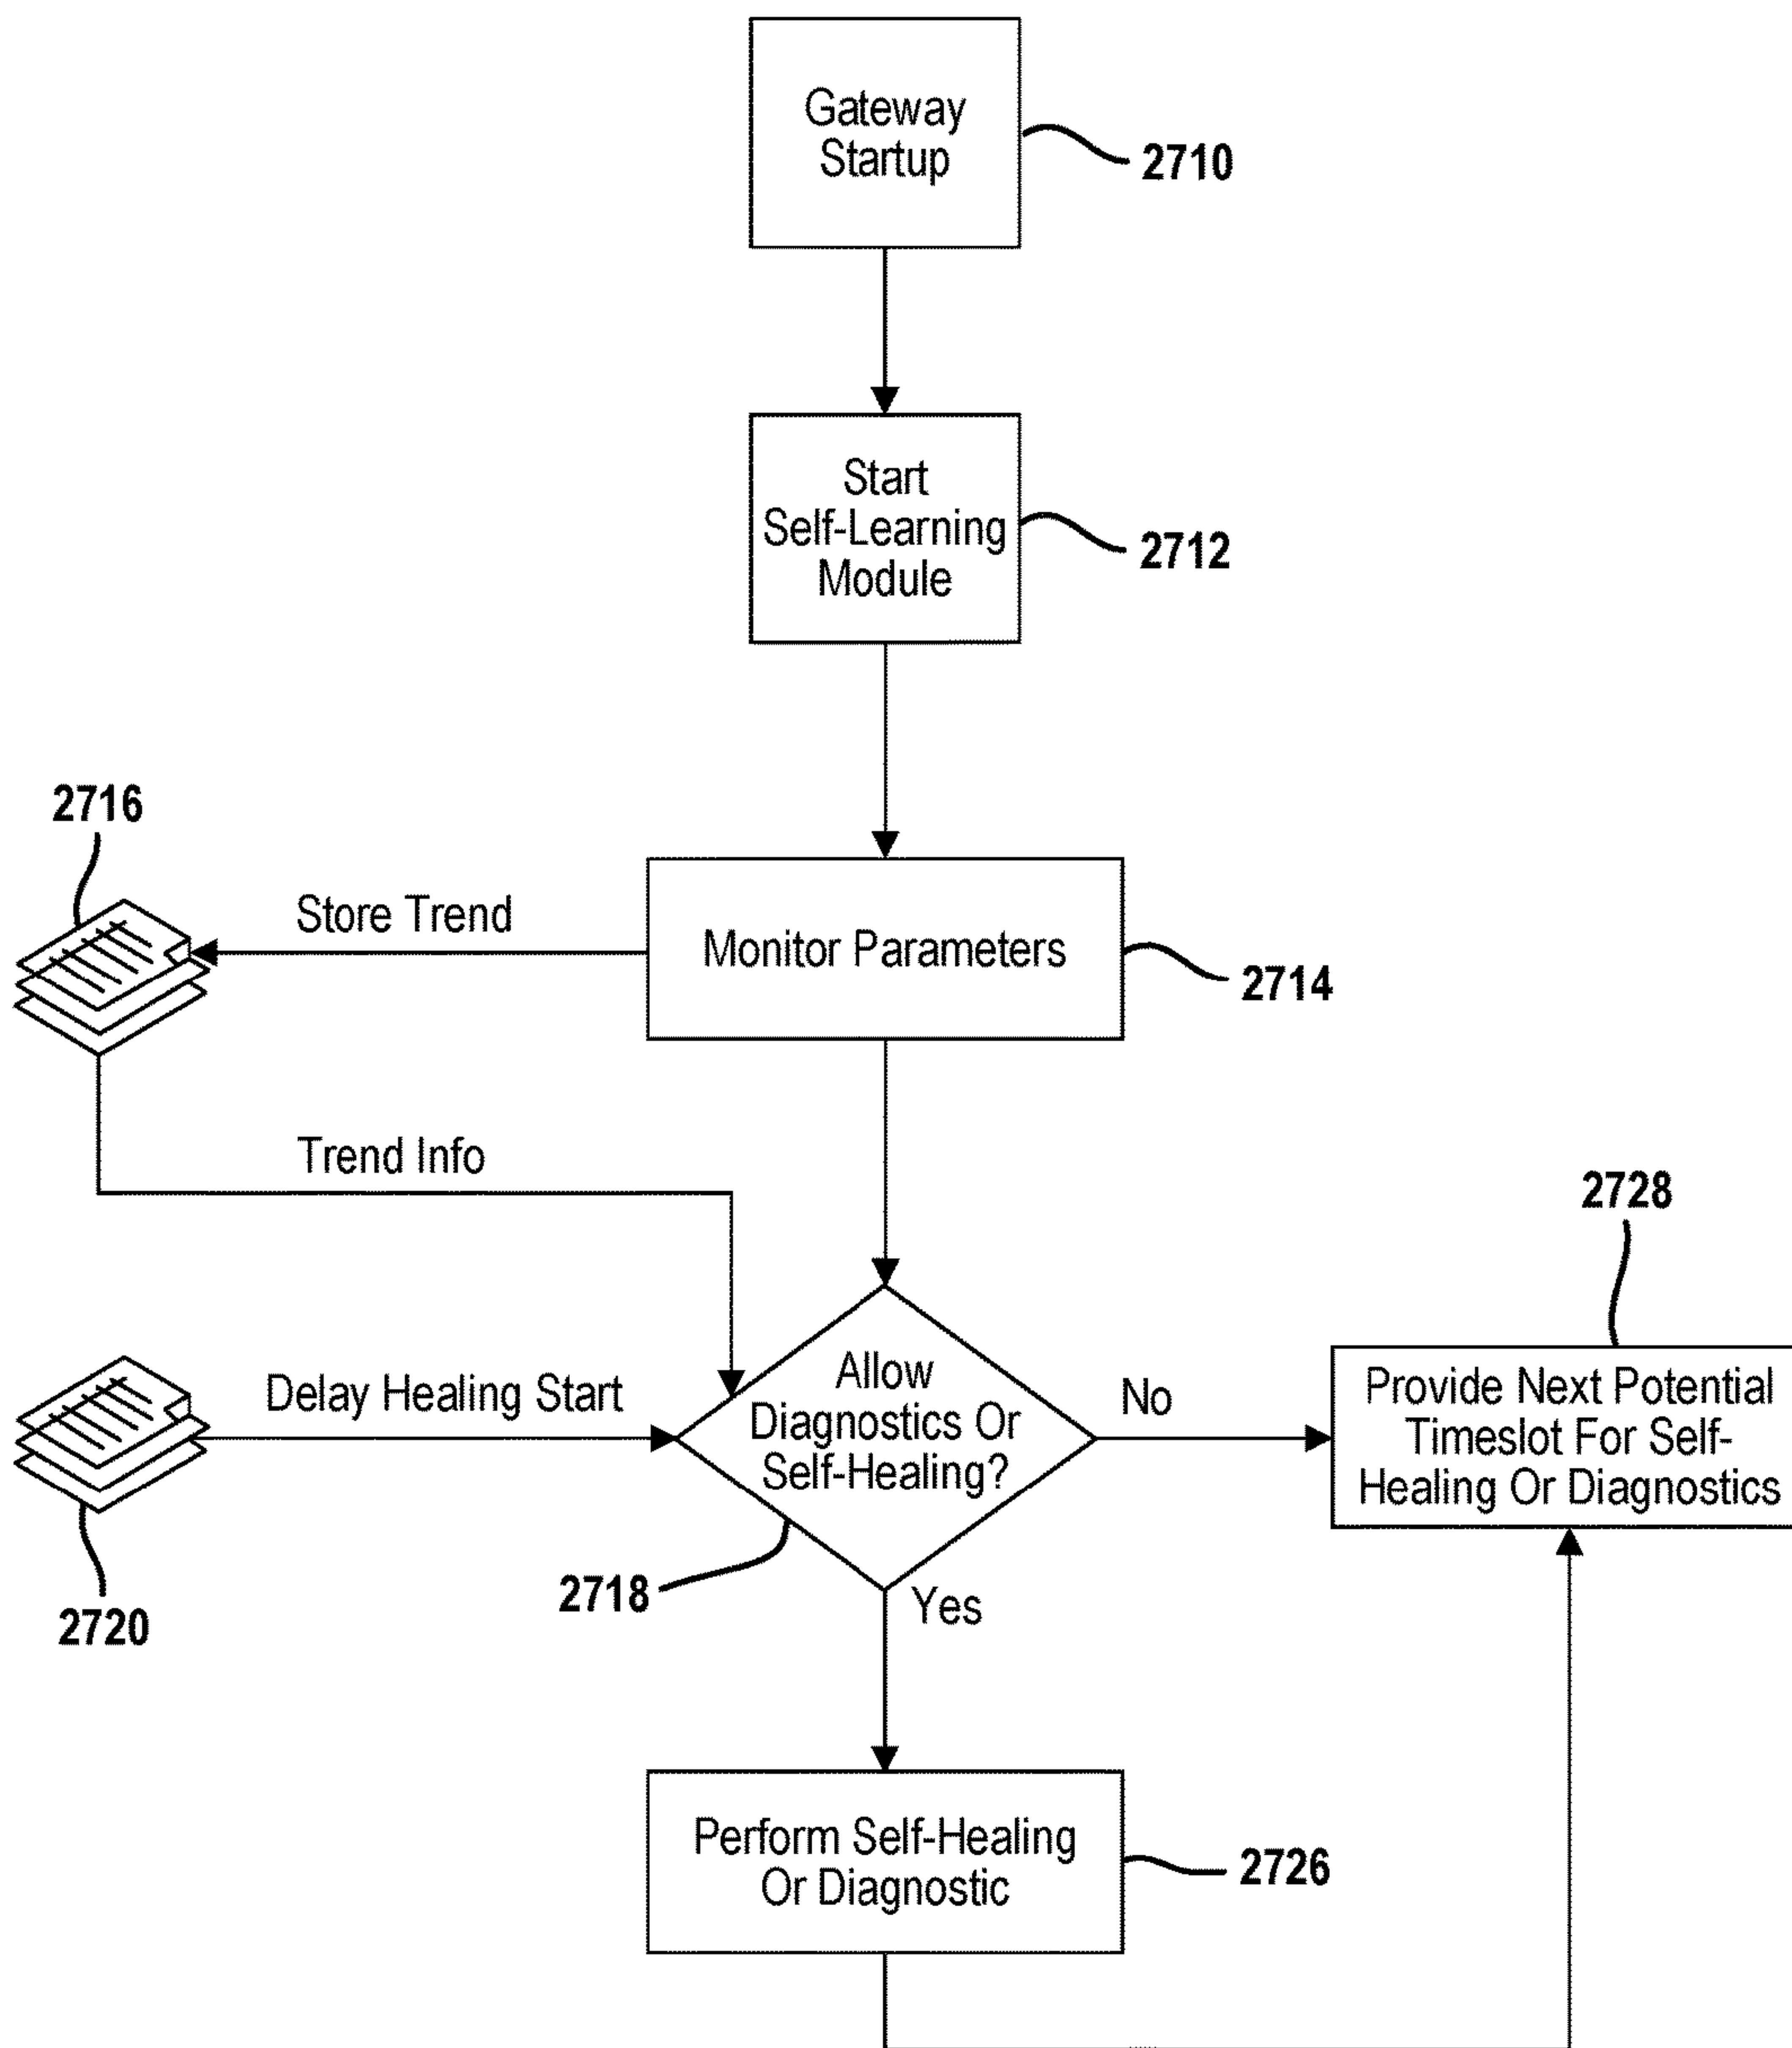 Gateway
Startup
2710
Start
Self-Learning
Module
2712
2716
Store Trend
Monitor Parameters
2714
Trend Info
2728
Delay Healing Start
Allow
Diagnostics Or
Self-Healing?
No
Provide Next Potential
Timeslot For Self-
Healing Or Diagnostics
2718
2720
Yes
Perform Self-Healing
Or Diagnostic
2726